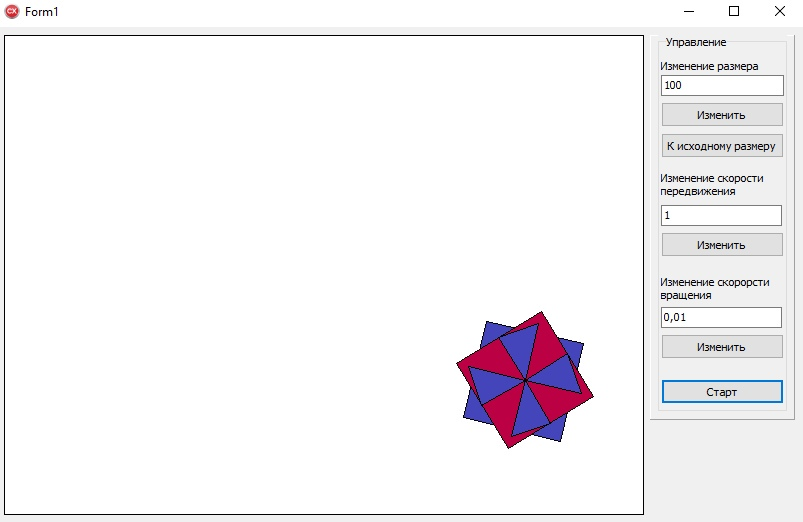 CX Form1
Управление
Изменение размера
100
Изменить
К исходному размеру
Изменение скорости
передвижения
1
Изменить
Изменение скорорсти
вращения
0,01
Изменить
Старт